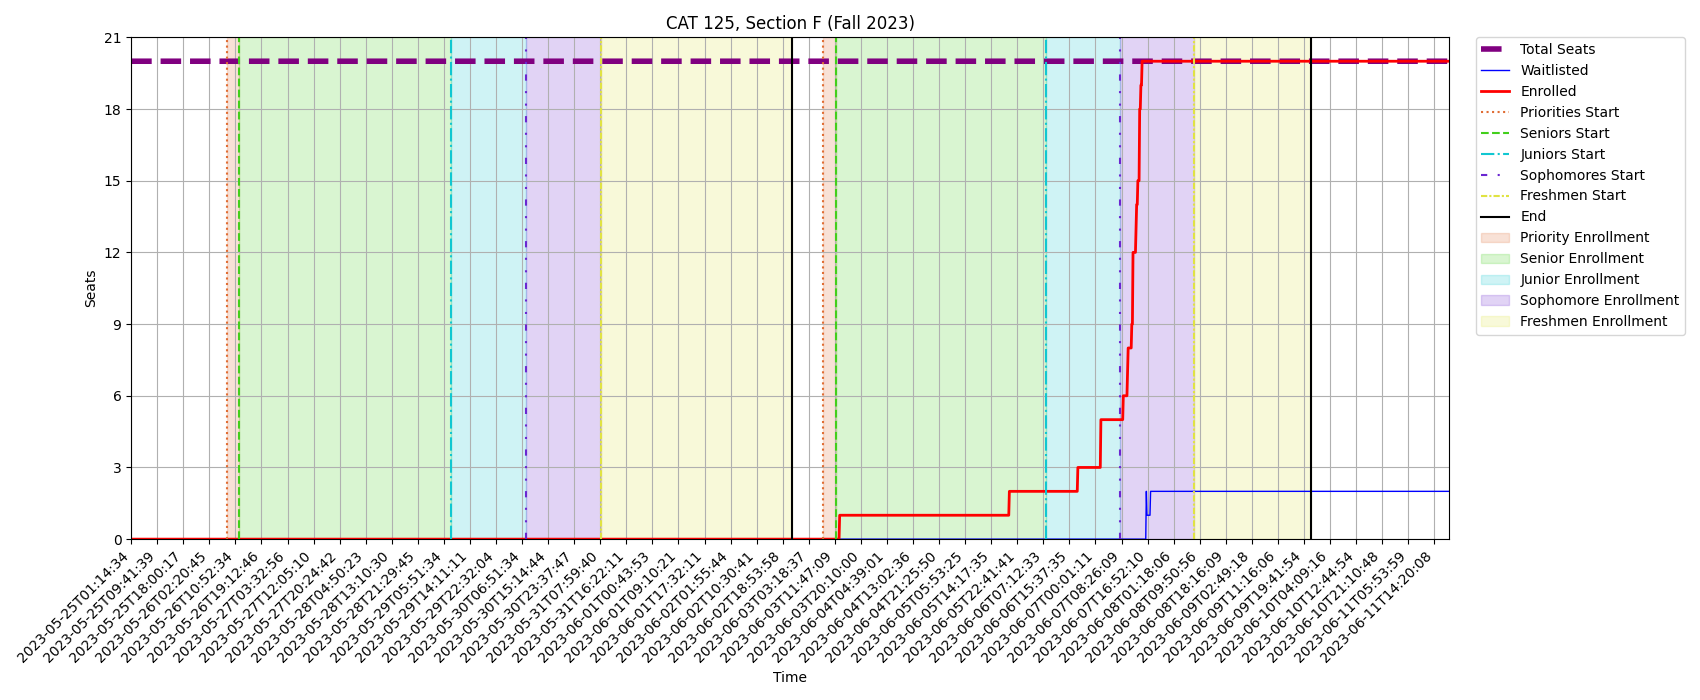 CAT 125, Section F (Fall 2023)
Seats
21
18
15
12
9
6
3
0
2023-05-25T01:14:34
2023-05-25T09:41:39
2023-05-25T18:00:17
2023-05-26T02:20:45
2023-05-26T10:52:34
2023-05-26T19:12:46
2023-05-27T03:32:56
2023-05-27T12:05:10
2023-05-27T20:24:42
2023-05-28T04:50:23
2023-05-28T13:10:30
2023-05-28T21:29:45
2023-05-29T05:51:34
2023-05-29T14:11:11
2023-05-29T22:32:04
2023-05-30T06:51:34
2023-05-30T15:14:44
2023-05-30T23:37:47
2023-05-31T07:59:40
2023-05-31T16:22:11
2023-06-01T00:43:53
2023-06-01T09:10:21
2023-06-01T17:32:11
2023-06-02T01:55:44
2023-06-02T10:30:41
2023-06-02T18:53:58
2023-06-03T03:18:37
2023-06-03T11:47:09
2023-06-03T20:10:00
2023-06-04T04:39:01
2023-06-04T13:02:36
2023-06-04T21:25:50
2023-06-05T05:53:25
2023-06-05T14:17:35
2023-06-05T22:41:41
2023-06-06T07:12:33
2023-06-06T15:37:35
2023-06-07T00:01:11
2023-06-07T08:26:09
2023-06-07T16:52:10
2023-06-08T01:18:06
2023-06-08T09:50:56
2023-06-08T18:16:09
2023-06-09T02:49:18
2023-06-09T11:16:06
2023-06-09T19:41:54
2023-06-10T04:09:16
2023-06-10T12:44:54
2023-06-10T21:10:48
2023-06-11T05:53:59
2023-06-11T14:20:08
Time
Total Seats
Waitlisted
Enrolled
Priorities Start
Seniors Start
Juniors Start
Sophomores Start
Freshmen Start
End
Priority Enrollment
Senior Enrollment
Junior Enrollment
Sophomore Enrollment
Freshmen Enrollment